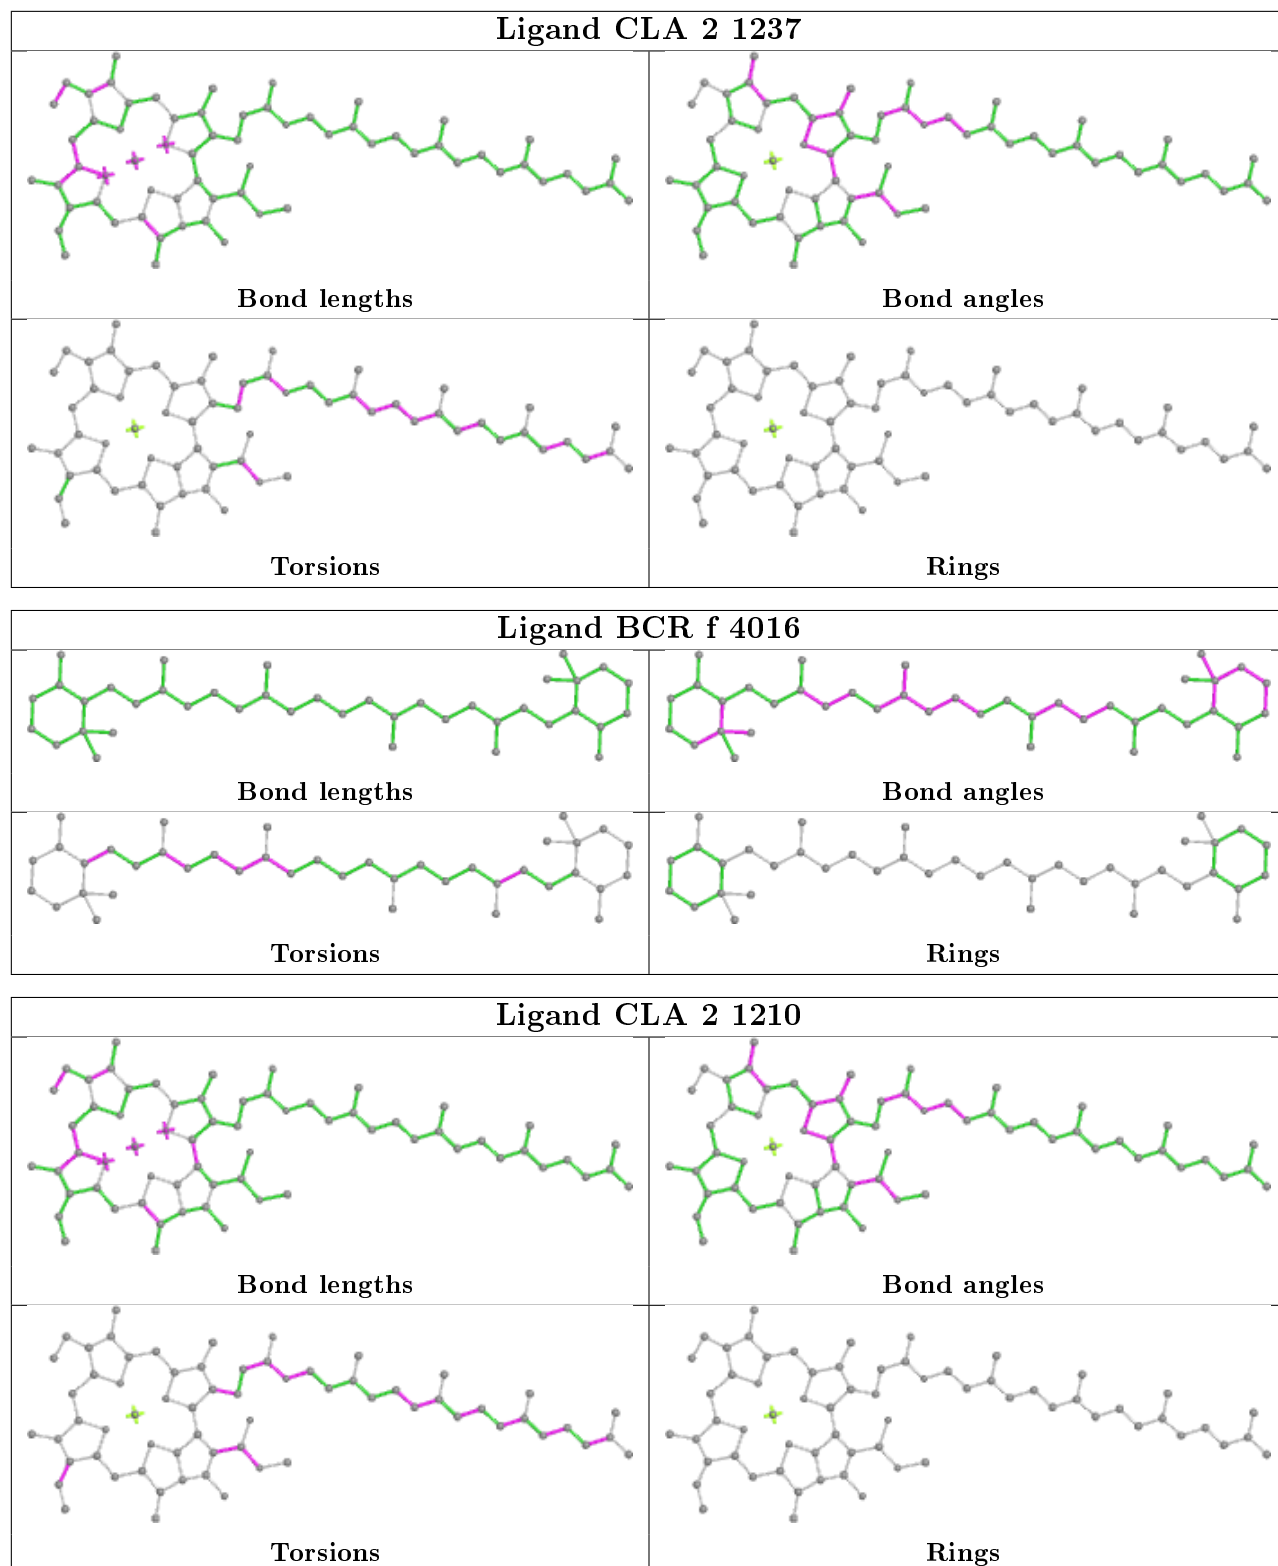 Ligand CLA 2 1237
Bond lengths
Bond angles
Torsions
Rings
Ligand BCR f 4016
Bond lengths
Bond angles
Torsions
Rings
Ligand CLA 2 1210
Bond lengths
Bond angles
Torsions
Rings